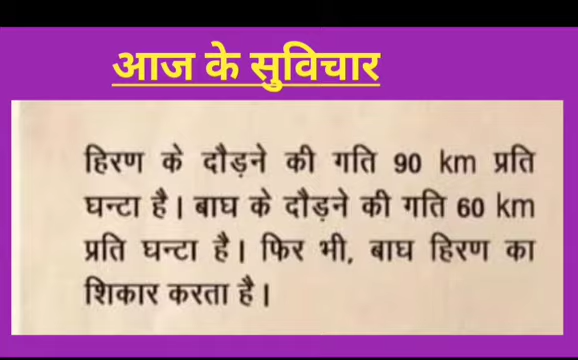 आज के सुविचार
हिरण के दौड़ने की गति 90 km प्रति
घन्टा है। बाघ के दौड़ने की गति 60 km
प्रति घन्टा है। फिर भी, बाघ हिरण का
शिकार करता है।